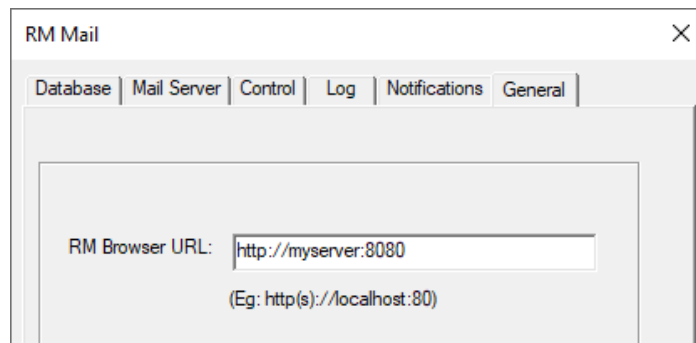 RM Mail
Database Mail Server Control Log Notifications General
RM Browser URL: http://myserver:8080
(Eg: http(s)://localhost:80)